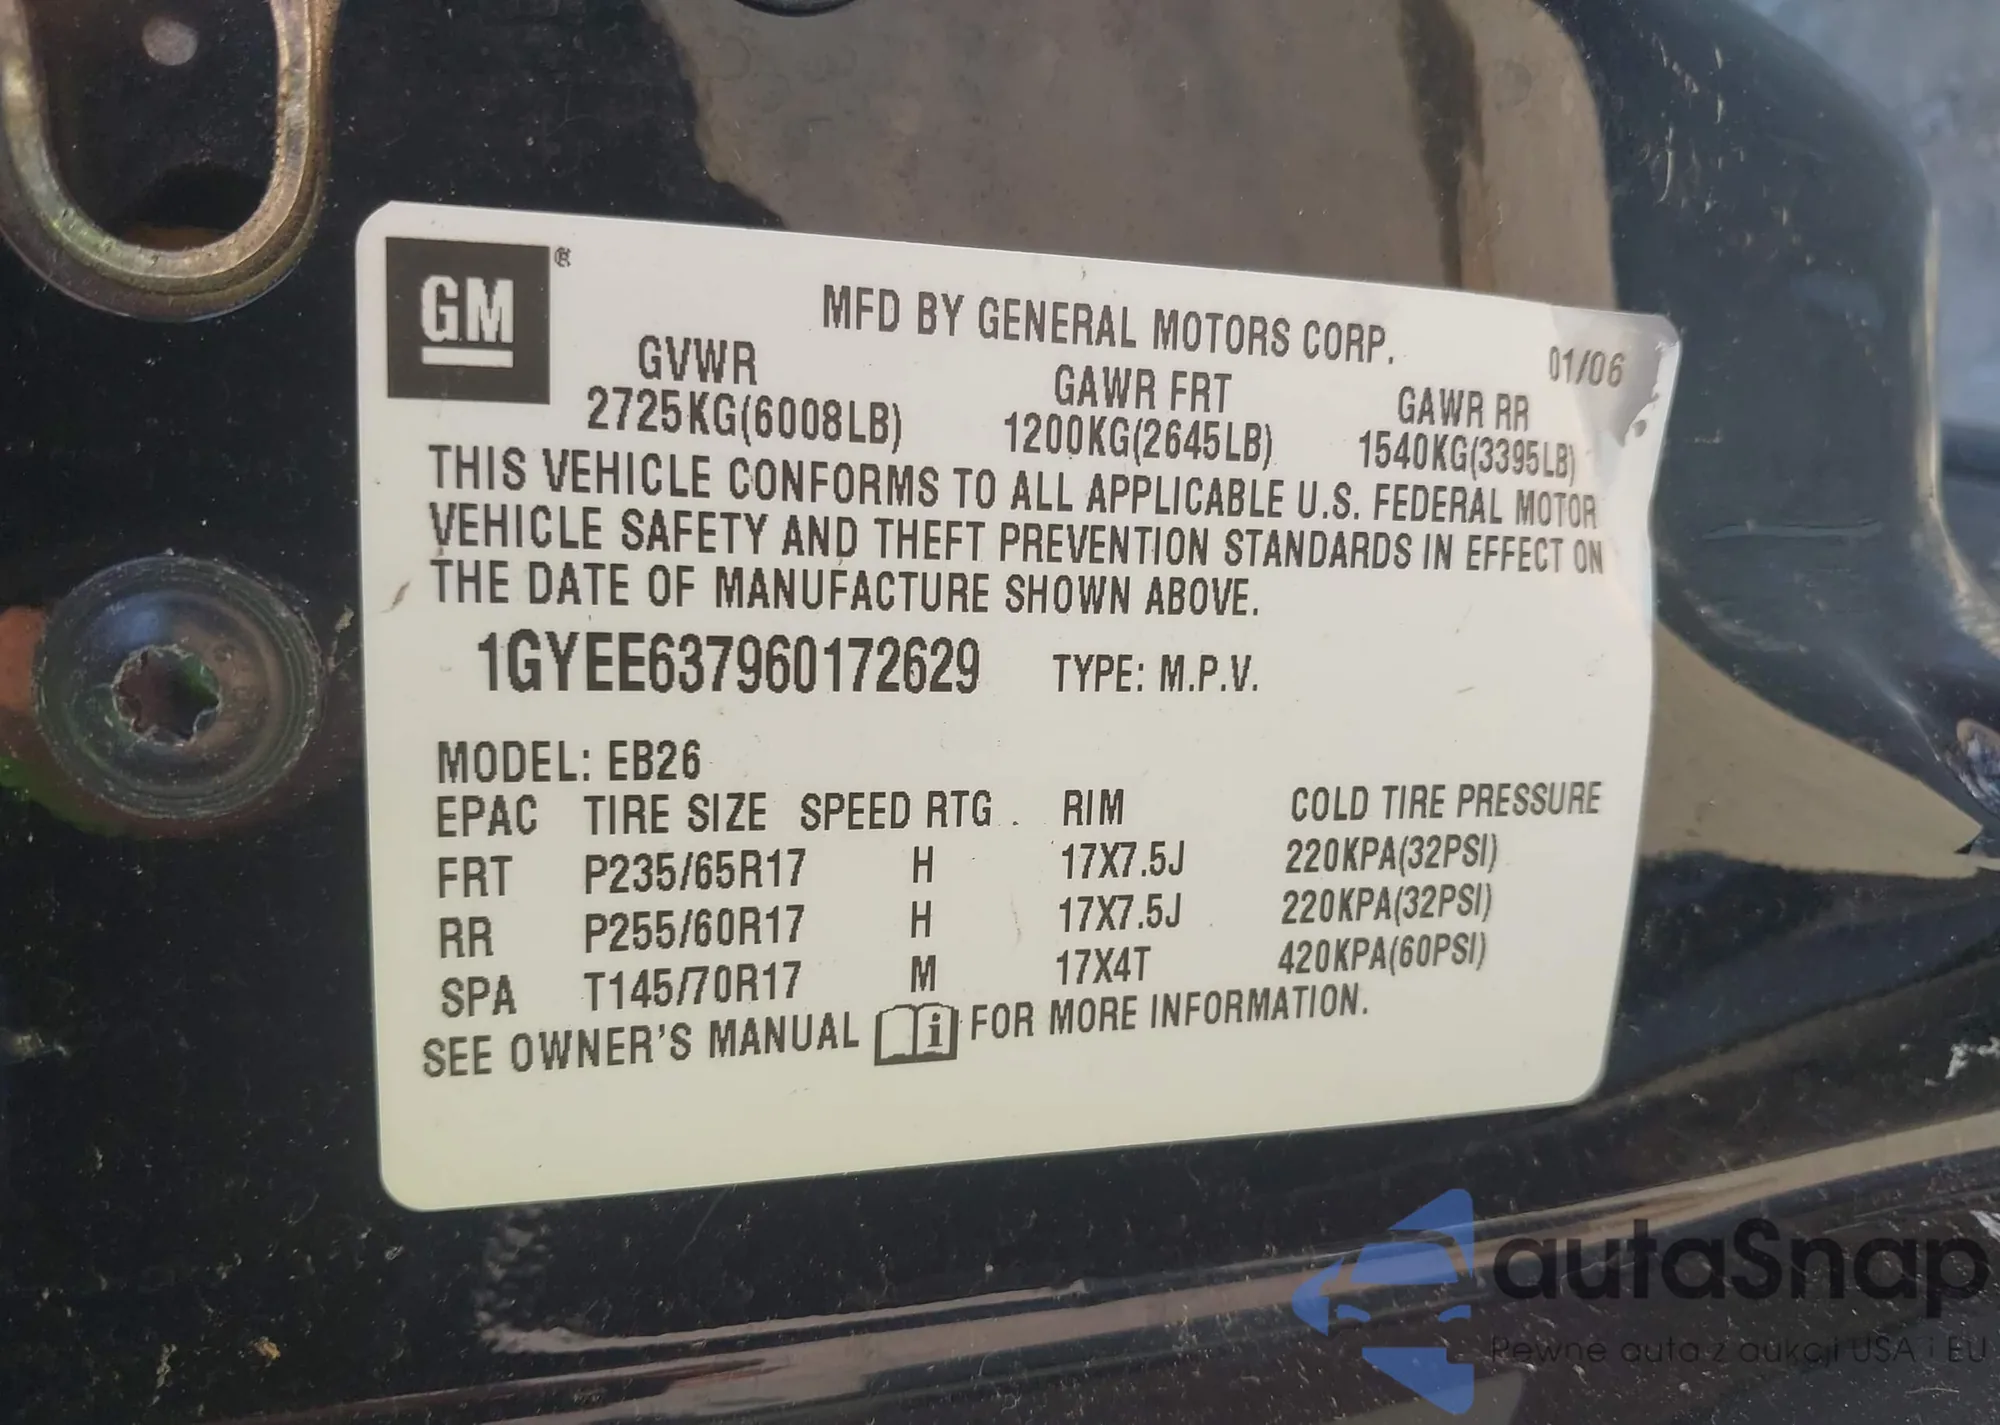 GM ®
MFD BY GENERAL MOTORS CORP. 01/06
GVWR GAWR FRT GAWR RR
2725KG(6008LB) 1200KG(2645LB) 1540KG(3395LB)
THIS VEHICLE CONFORMS TO ALL APPLICABLE U.S. FEDERAL MOTOR
VEHICLE SAFETY AND THEFT PREVENTION STANDARDS IN EFFECT ON
THE DATE OF MANUFACTURE SHOWN ABOVE.
1GYEE637960172629 TYPE: M.P.V.
MODEL: EB26
EPAC TIRE SIZE SPEED RTG . RIM COLD TIRE PRESSURE
FRT P235/65R17 H 17X7.5J 220KPA(32PSI)
RR P255/60R17 H 17X7.5J 220KPA(32PSI)
SPA T145/70R17 M 17X4T 420KPA(60PSI)
SEE OWNER'S MANUAL i FOR MORE INFORMATION.
autaSnap
Pewne auta z aukcji USA i EU